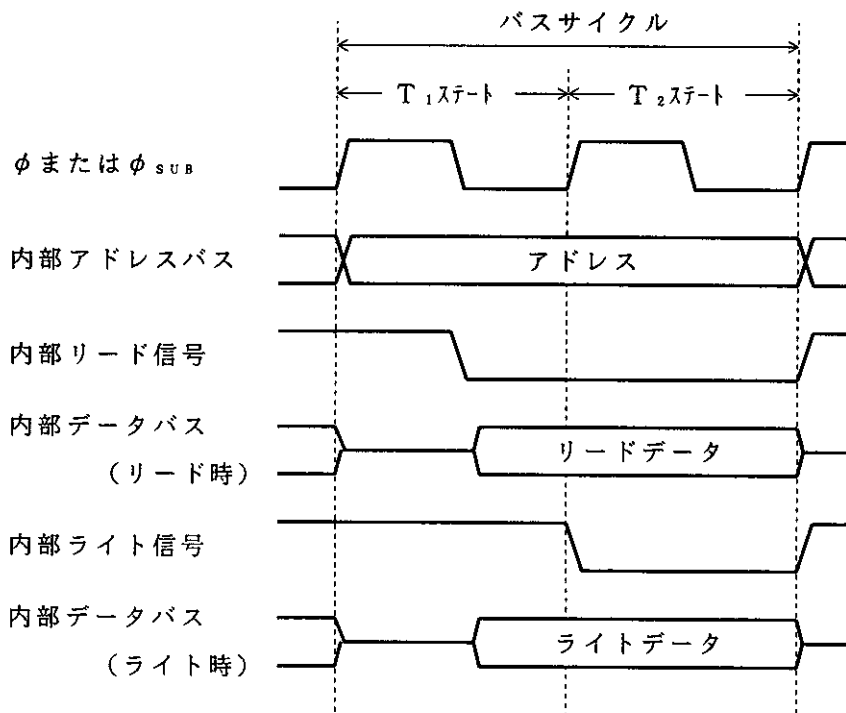 バスサイクル
T₁ステート
T₂ステート
φまたはφSUB
内部アドレスバス
アドレス
内部リード信号
内部データバス
(リード時)
リードデータ
内部ライト信号
内部データバス
(ライト時)
ライトデータ